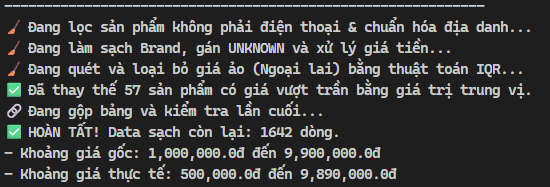 ------------------------------------------------------------
🧹 Đang lọc sản phẩm không phải điện thoại & chuẩn hóa địa danh...
🧹 Đang làm sạch Brand, gán UNKNOWN và xử lý giá tiền...
🧹 Đang quét và loại bỏ giá ảo (Ngoại lai) bằng thuật toán IQR...
✅ Đã thay thế 57 sản phẩm có giá vượt trần bằng giá trị trung vị.
🔗 Đang gộp bảng và kiểm tra lần cuối...
✅ HOÀN TẤT! Data sạch còn lại: 1642 dòng.
- Khoảng giá gốc: 1,000,000.0đ đến 9,900,000.0đ
- Khoảng giá thực tế: 500,000.0đ đến 9,890,000.0đ